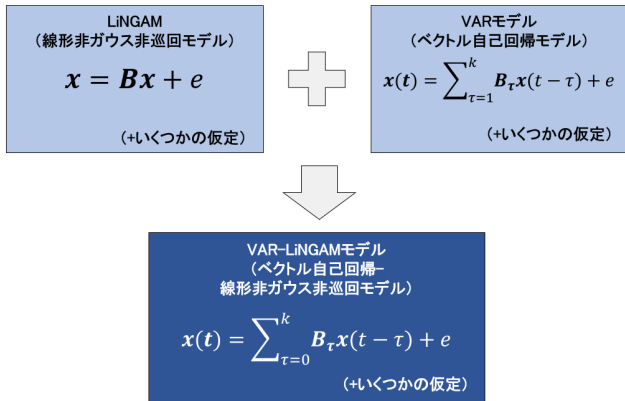 LiNGAM
(線形非ガウス非巡回モデル)
x = Bx + e
(+いくつかの仮定)
VARモデル
(ベクトル自己回帰モデル)
x(t) = ∑_{τ=1}^{k} B_τ x(t − τ) + e
(+いくつかの仮定)
VAR-LiNGAMモデル
(ベクトル自己回帰-
線形非ガウス非巡回モデル)
x(t) = ∑_{τ=0}^{k} B_τ x(t − τ) + e
(+いくつかの仮定)